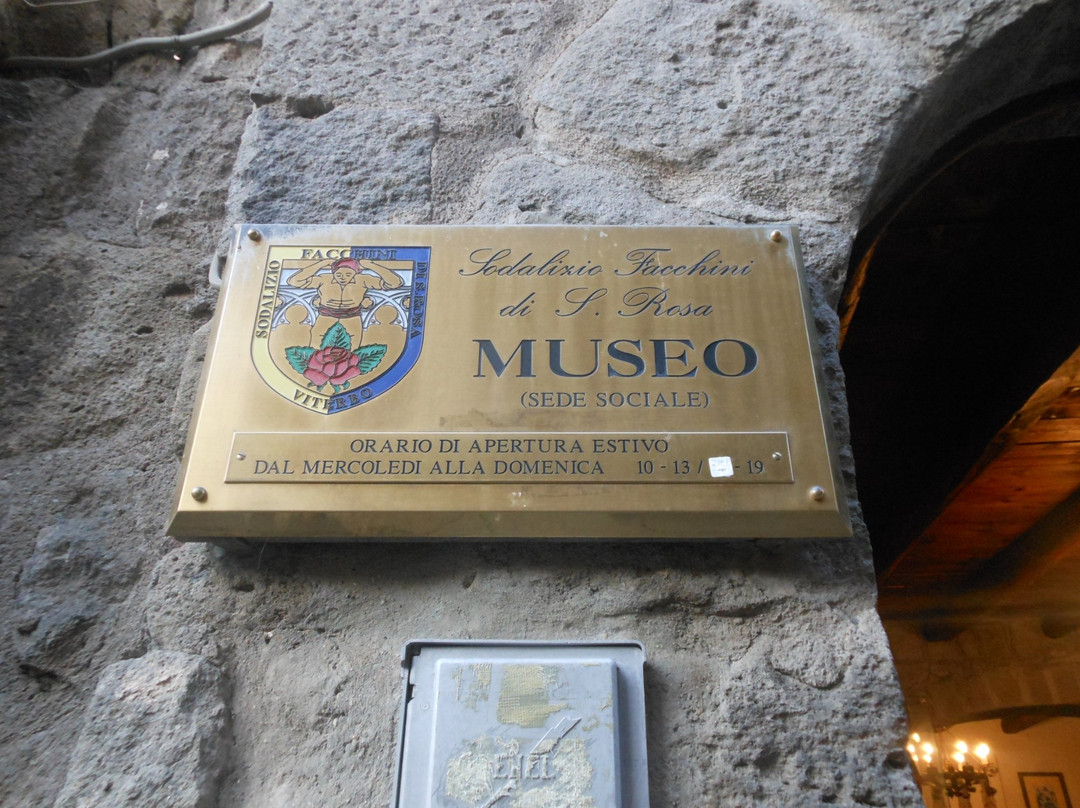 SODALIZIO FACCHINI DI S. ROSA
VITERBO
Sodalizio Facchini
di S. Rosa
MUSEO
(SEDE SOCIALE)
ORARIO DI APERTURA ESTIVO
DAL MERCOLEDI ALLA DOMENICA 10 - 13 / - 19
ENEL